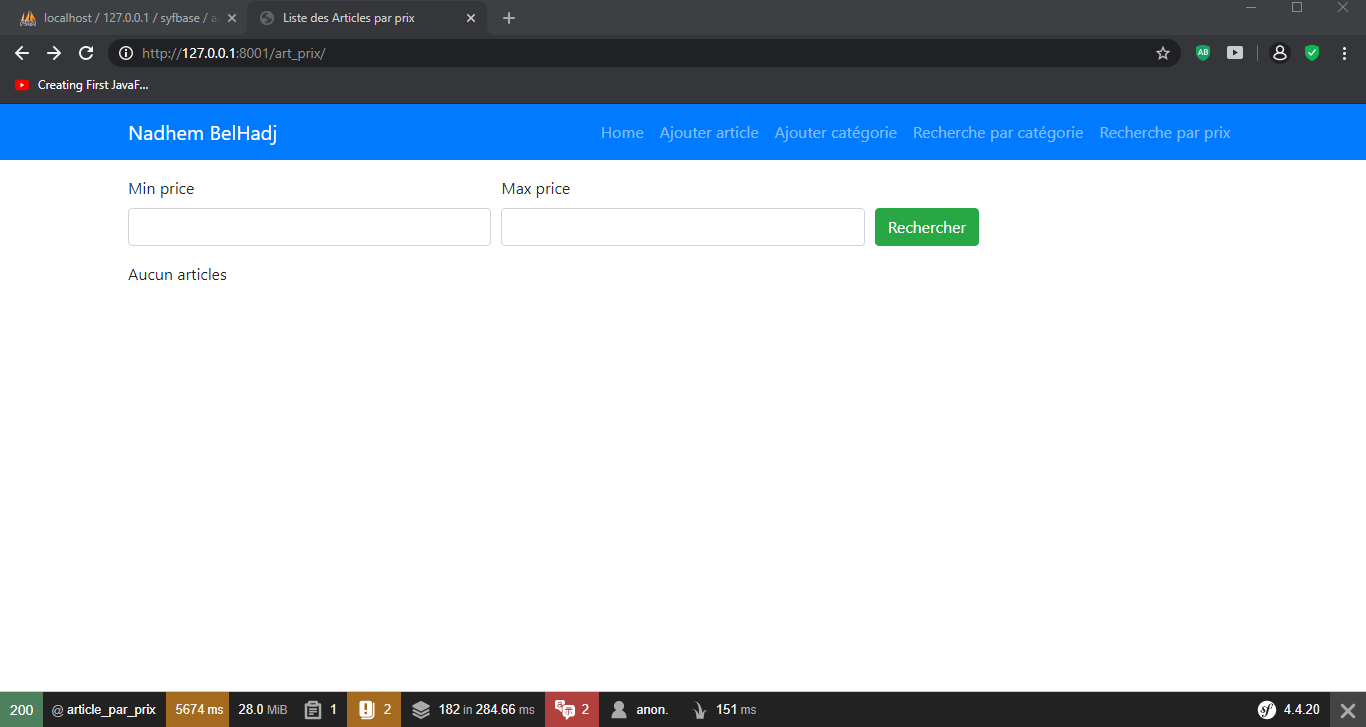 localhost / 127.0.0.1 / syfbase / a
Liste des Articles par prix
http://127.0.0.1:8001/art_prix/
AB
Creating First JavaF...
Nadhem BelHadj Home Ajouter article Ajouter catégorie Recherche par catégorie Recherche par prix
Min price Max price
Rechercher
Aucun articles
200 @ article_par_prix 5674 ms 28.0 MiB 1 2 182 in 284.66 ms 2 anon. 151 ms sf 4.4.20